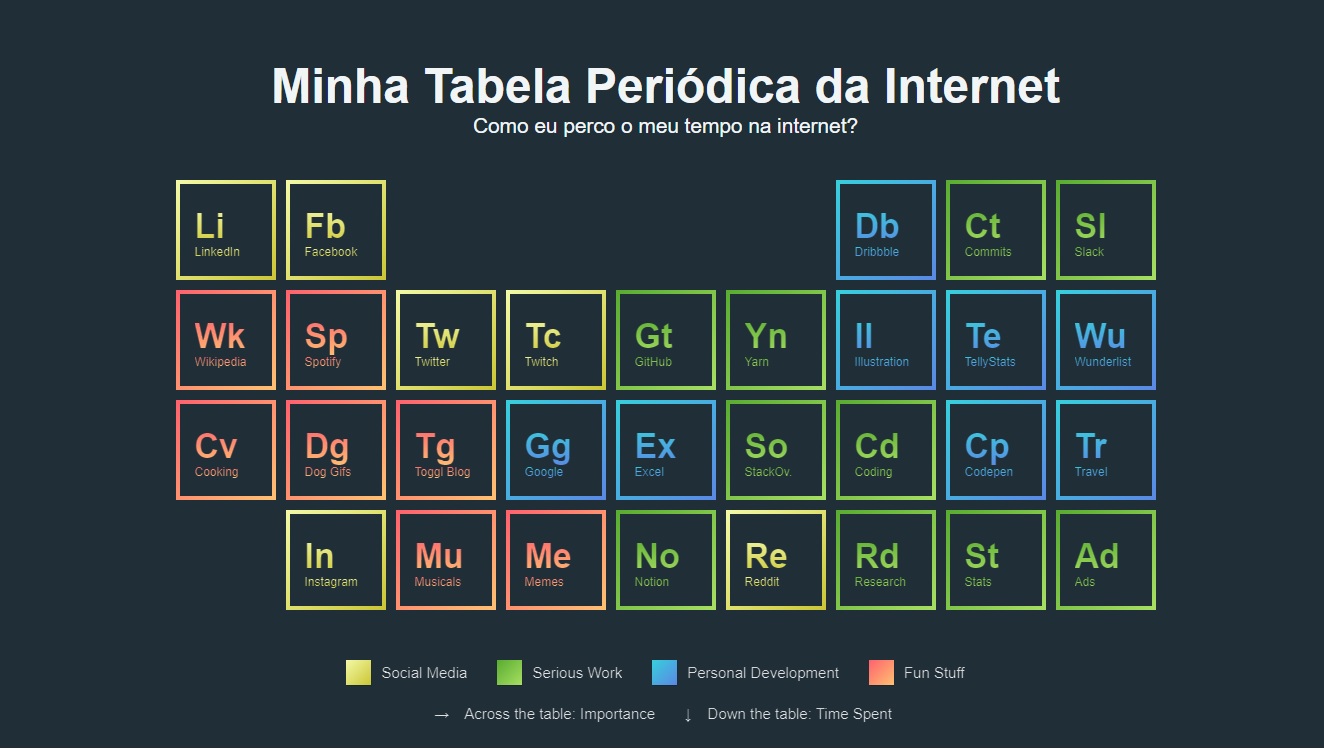 Minha Tabela Periódica da Internet
Como eu perco o meu tempo na internet?
Li Fb Db Ct Sl
LinkedIn Facebook Dribbble Commits Slack
Wk Sp Tw Tc Gt Yn Il Te Wu
Wikipedia Spotify Twitter Twitch GitHub Yarn Illustration TellyStats Wunderlist
Cv Dg Tg Gg Ex So Cd Cp Tr
Cooking Dog Gifs Toggl Blog Google Excel StackOv. Coding Codepen Travel
In Mu Me No Re Rd St Ad
Instagram Musicals Memes Notion Reddit Research Stats Ads
Social Media Serious Work Personal Development Fun Stuff
→ Across the table: Importance ↓ Down the table: Time Spent